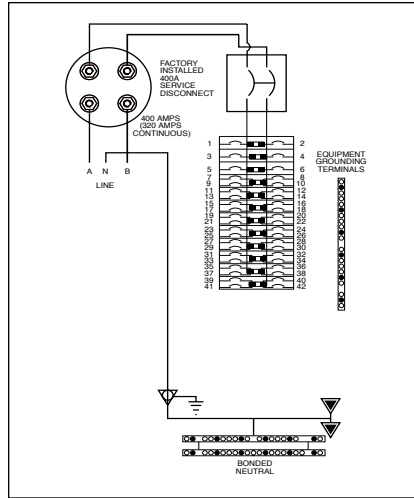 FACTORY
INSTALLED
400A
SERVICE
DISCONNECT
400 AMPS
(320 AMPS
CONTINUOUS)
A N B
LINE
EQUIPMENT
GROUNDING
TERMINALS
1 2
3 4
5 6
7 8
9 10
11 12
13 14
15 16
17 18
19 20
21 22
23 24
25 26
27 28
29 30
31 32
33 34
35 36
37 38
39 40
41 42
BONDED
NEUTRAL